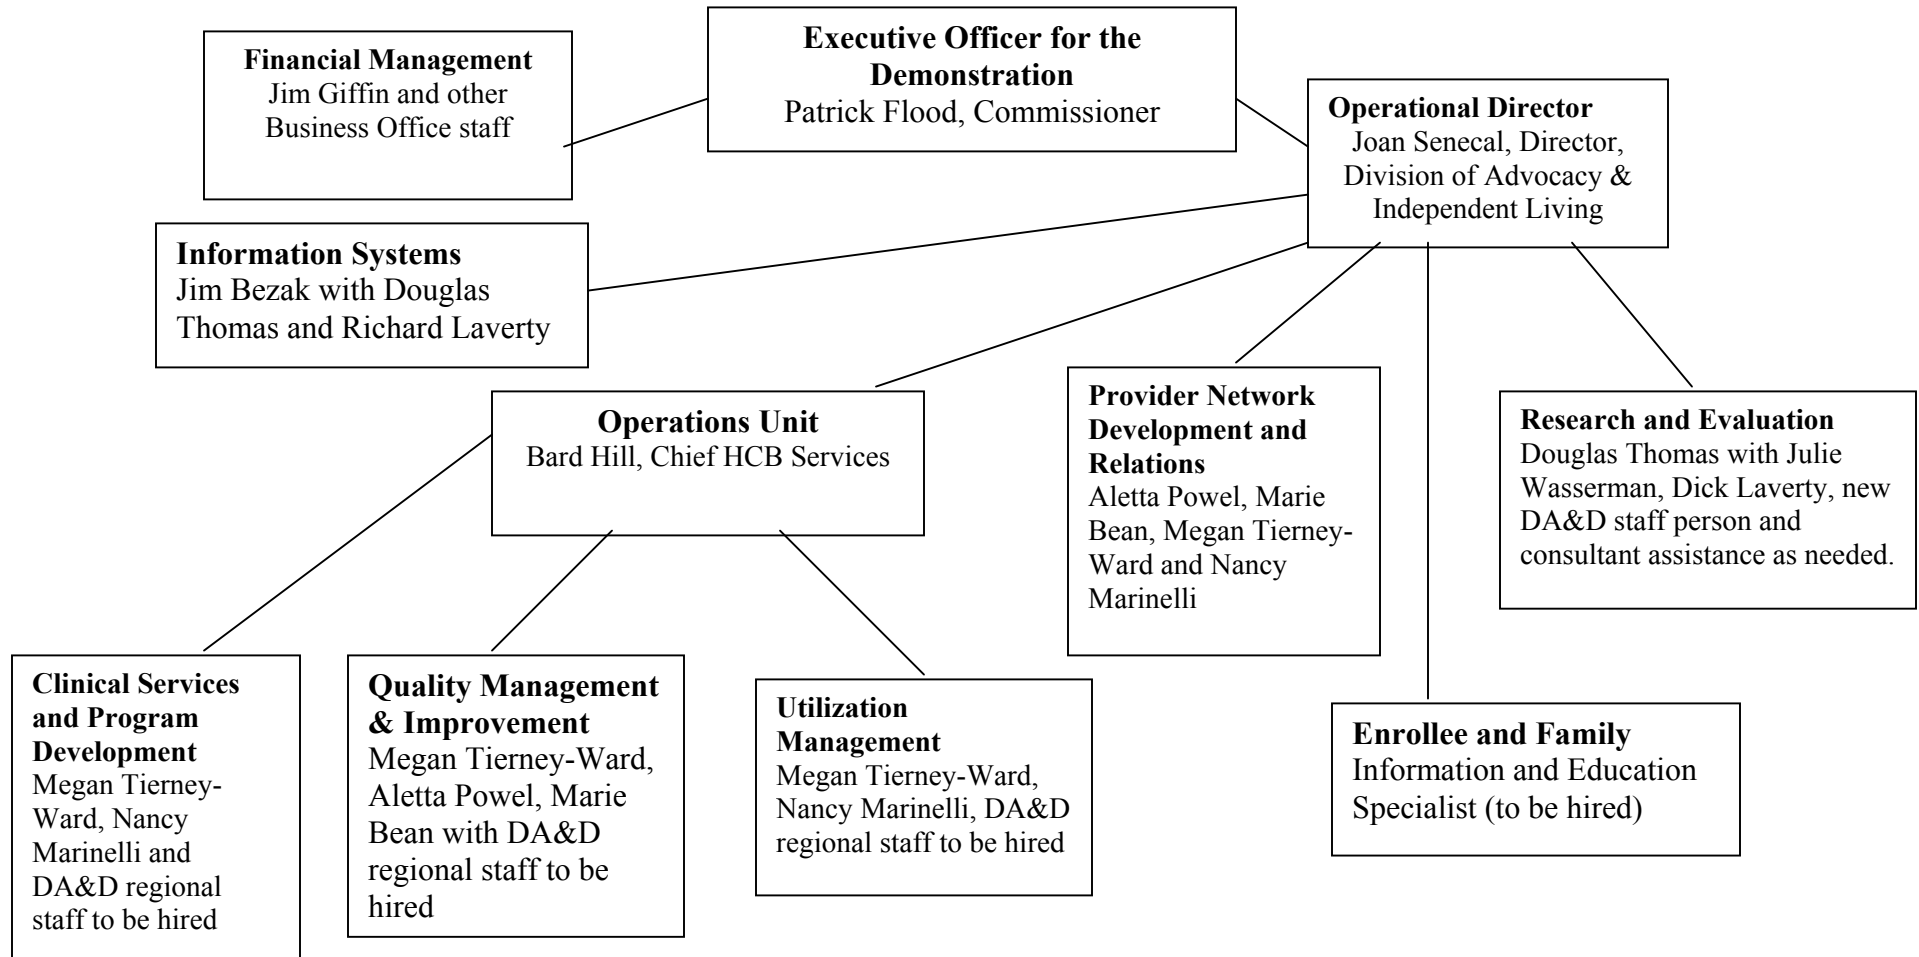 Financial Management
Jim Giffin and other
Business Office staff
Executive Officer for the
Demonstration
Patrick Flood, Commissioner
Operational Director
Joan Senecal, Director,
Division of Advocacy &
Independent Living
Information Systems
Jim Bezak with Douglas
Thomas and Richard Laverty
Operations Unit
Bard Hill, Chief HCB Services
Provider Network
Development and
Relations
Aletta Powel, Marie
Bean, Megan Tierney-
Ward and Nancy
Marinelli
Research and Evaluation
Douglas Thomas with Julie
Wasserman, Dick Laverty, new
DA&D staff person and
consultant assistance as needed.
Clinical Services
and Program
Development
Megan Tierney-
Ward, Nancy
Marinelli and
DA&D regional
staff to be hired
Quality Management
& Improvement
Megan Tierney-Ward,
Aletta Powel, Marie
Bean with DA&D
regional staff to be
hired
Utilization
Management
Megan Tierney-Ward,
Nancy Marinelli, DA&D
regional staff to be hired
Enrollee and Family
Information and Education
Specialist (to be hired)